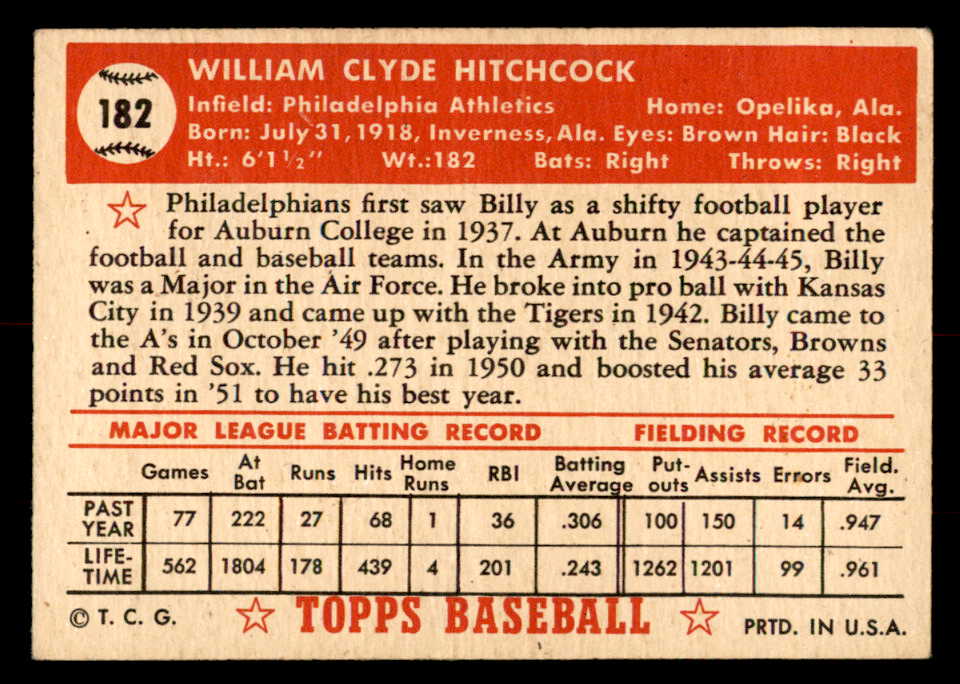 182
WILLIAM CLYDE HITCHCOCK
Infield: Philadelphia Athletics Home: Opelika, Ala.
Born: July 31, 1918, Inverness, Ala. Eyes: Brown Hair: Black
Ht.: 6'1 1/2" Wt.: 182 Bats: Right Throws: Right
Philadelphians first saw Billy as a shifty football player
for Auburn College in 1937. At Auburn he captained the
football and baseball teams. In the Army in 1943-44-45, Billy
was a Major in the Air Force. He broke into pro ball with Kansas
City in 1939 and came up with the Tigers in 1942. Billy came to
the A's in October '49 after playing with the Senators, Browns
and Red Sox. He hit .273 in 1950 and boosted his average 33
points in '51 to have his best year.
MAJOR LEAGUE BATTING RECORD FIELDING RECORD
Games At Bat Runs Hits Home Runs RBI Batting Average Put-outs Assists Errors Field. Avg.
PAST YEAR 77 222 27 68 1 36 .306 100 150 14 .947
LIFE-TIME 562 1804 178 439 4 201 .243 1262 1201 99 .961
© T. C. G. TOPPS BASEBALL PRTD. IN U.S.A.